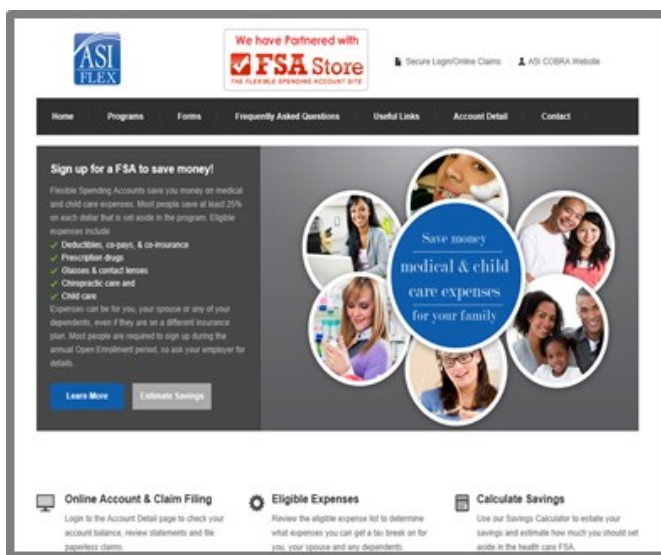 ASI
FLEX
We have Partnered with
FSA Store
THE FLEXIBLE SPENDING ACCOUNT SITE
Secure Login/Online Claims
ASI COBRA Website
Home Programs Forms Frequently Asked Questions Useful Links Account Detail Contact
Sign up for a FSA to save money!
Flexible Spending Accounts save you money on medical
and child care expenses. Most people save at least 25%
on each dollar that is set aside in the program. Eligible
expenses include
Deductibles, co-pays, & co-insurance
Prescription drugs
Glasses & contact lenses
Chiropractic care and
Child care
Expenses can be for you, your spouse or any of your
dependents, even if they are on a different insurance
plan. Most people are required to sign up during the
annual Open Enrollment period, so ask your employer for
details.
Learn More
Estimate Savings
Save money
medical & child
care expenses
for your family
Online Account & Claim Filing
Login to the Account Detail page to check your
account balance, review statements and file
paperless claims.
Eligible Expenses
Review the eligible expense list to determine
what expenses you can get a tax break on for
you, your spouse and any dependents
Calculate Savings
Use our Savings Calculator to estiate your
savings and estimate how much you should set
aside in the health care FSA.